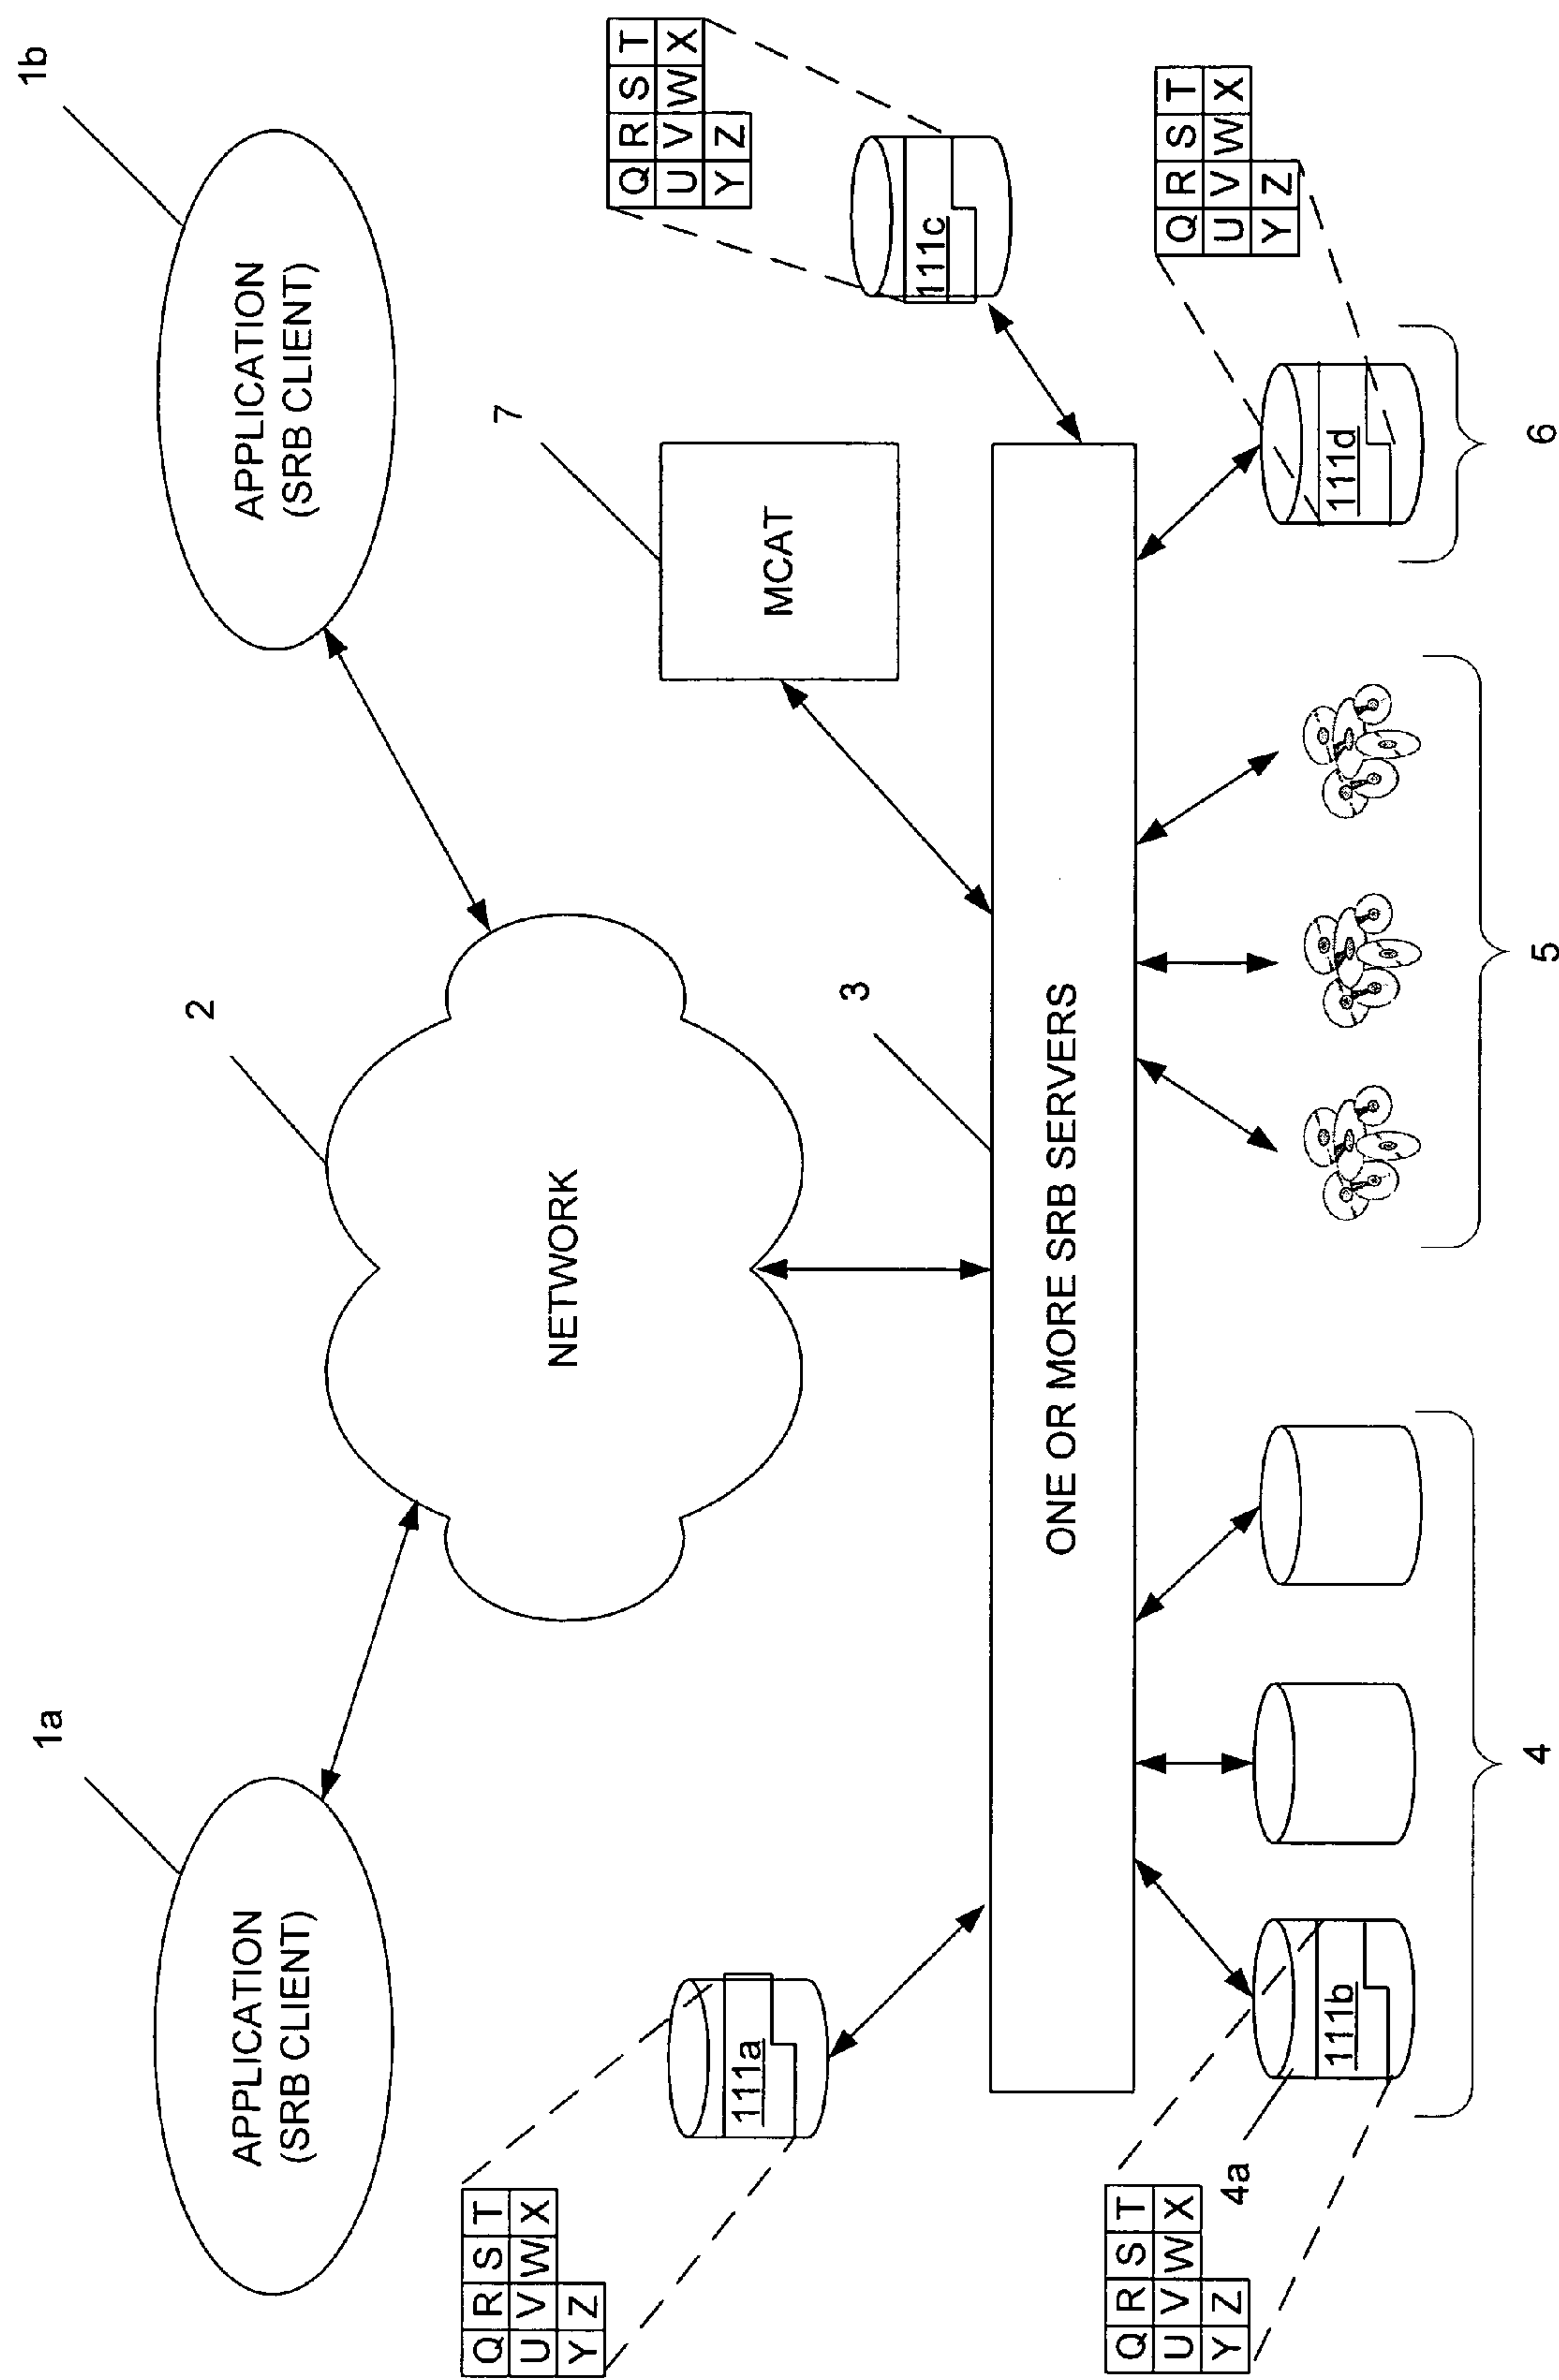 1a
1b
APPLICATION
(SRB CLIENT)
APPLICATION
(SRB CLIENT)
2
NETWORK
7
MCAT
Q R S T
U V W X
Y Z
111a
Q R S T
U V W X
Y Z
111c
3
ONE OR MORE SRB SERVERS
Q R S T
U V W X
Y Z
4a
111b
Q R S T
U V W X
Y Z
111d
4
5
6